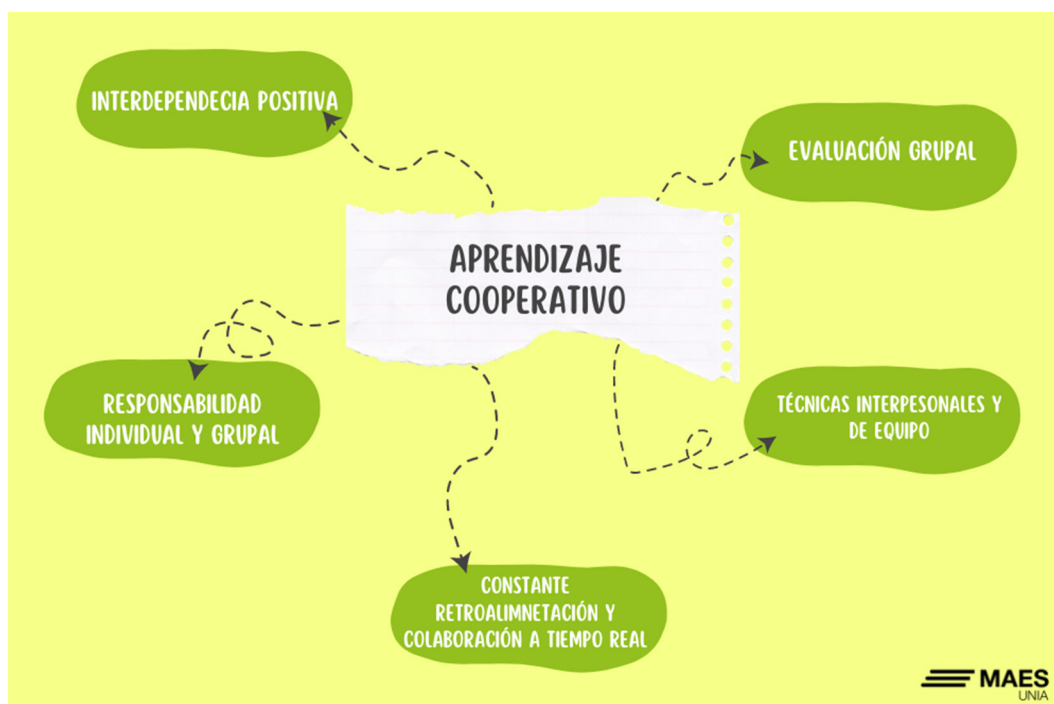 INTERDEPENDECIA POSITIVA
EVALUACIÓN GRUPAL
APRENDIZAJE
COOPERATIVO
RESPONSABILIDAD
INDIVIDUAL Y GRUPAL
TÉCNICAS INTERPESONALES Y
DE EQUIPO
CONSTANTE
RETROALIMNETACIÓN Y
COLABORACIÓN A TIEMPO REAL
MAES
UNIA